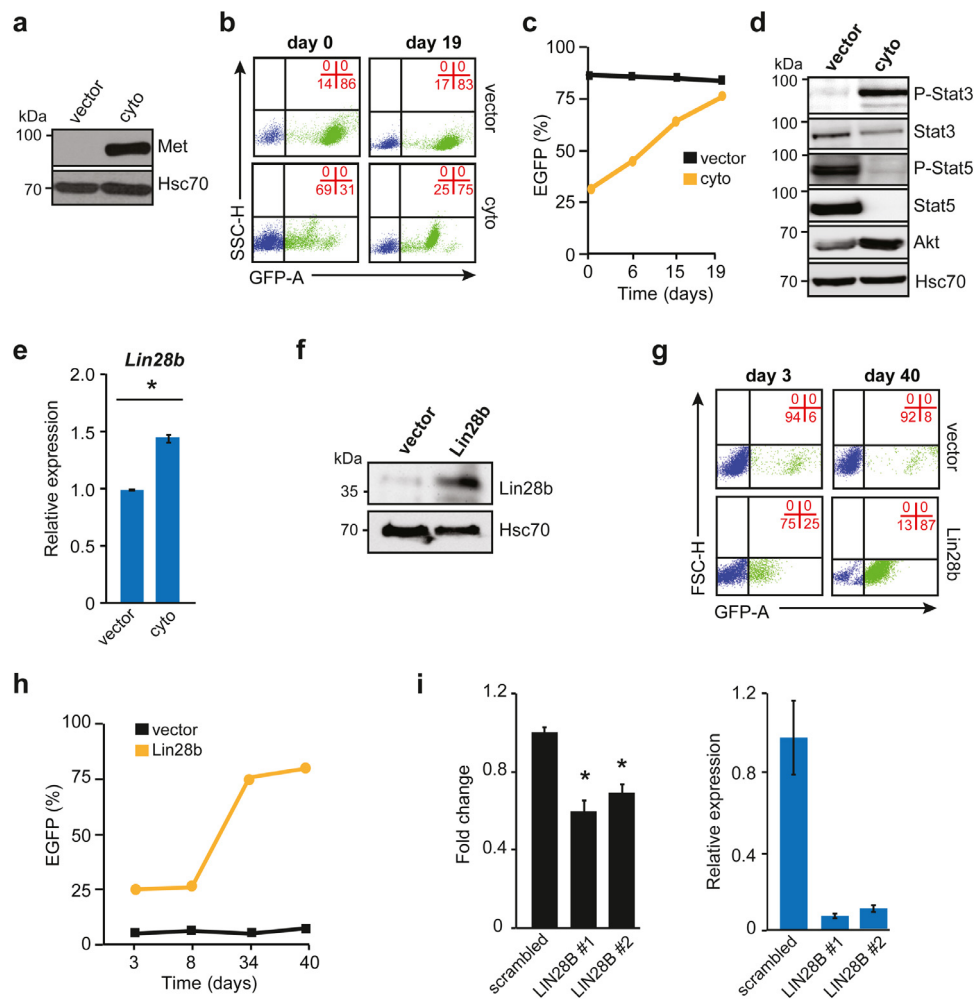 a
vector
cyto
kDa
100
Met
70
Hsc70
b
day 0
day 19
0 0
14 86
0 0
17 83
vector
0 0
69 31
0 0
25 75
cyto
SSC-H
GFP-A
c
100
75
50
25
0
EGFP (%)
vector
cyto
0 6 15 19
Time (days)
d
vector
cyto
kDa
100
P-Stat3
100
Stat3
100
P-Stat5
100
Stat5
70
Akt
70
Hsc70
e
Lin28b
*
2.0
1.5
1.0
0.5
0
Relative expression
vector
cyto
f
vector
Lin28b
kDa
35
Lin28b
70
Hsc70
g
day 3
day 40
0 0
94 6
0 0
92 8
vector
0 0
75 25
0 0
13 87
Lin28b
FSC-H
GFP-A
h
100
75
50
25
0
EGFP (%)
vector
Lin28b
3 8 34 40
Time (days)
i
1.2
0.8
0.4
0
Fold change
* *
scrambled
LIN28B #1
LIN28B #2
1.2
0.8
0.4
0
Relative expression
scrambled
LIN28B #1
LIN28B #2